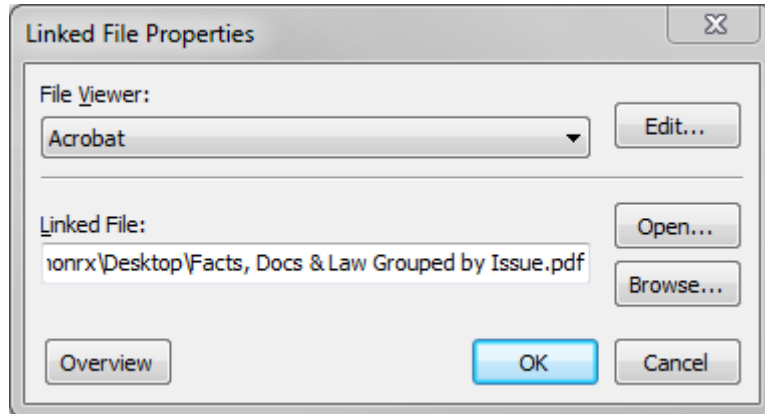 Linked File Properties
File Viewer:
Acrobat
Edit...
Linked File:
\Desktop\Facts, Docs & Law Grouped by Issue.pdf
Open...
Browse...
Overview
OK
Cancel